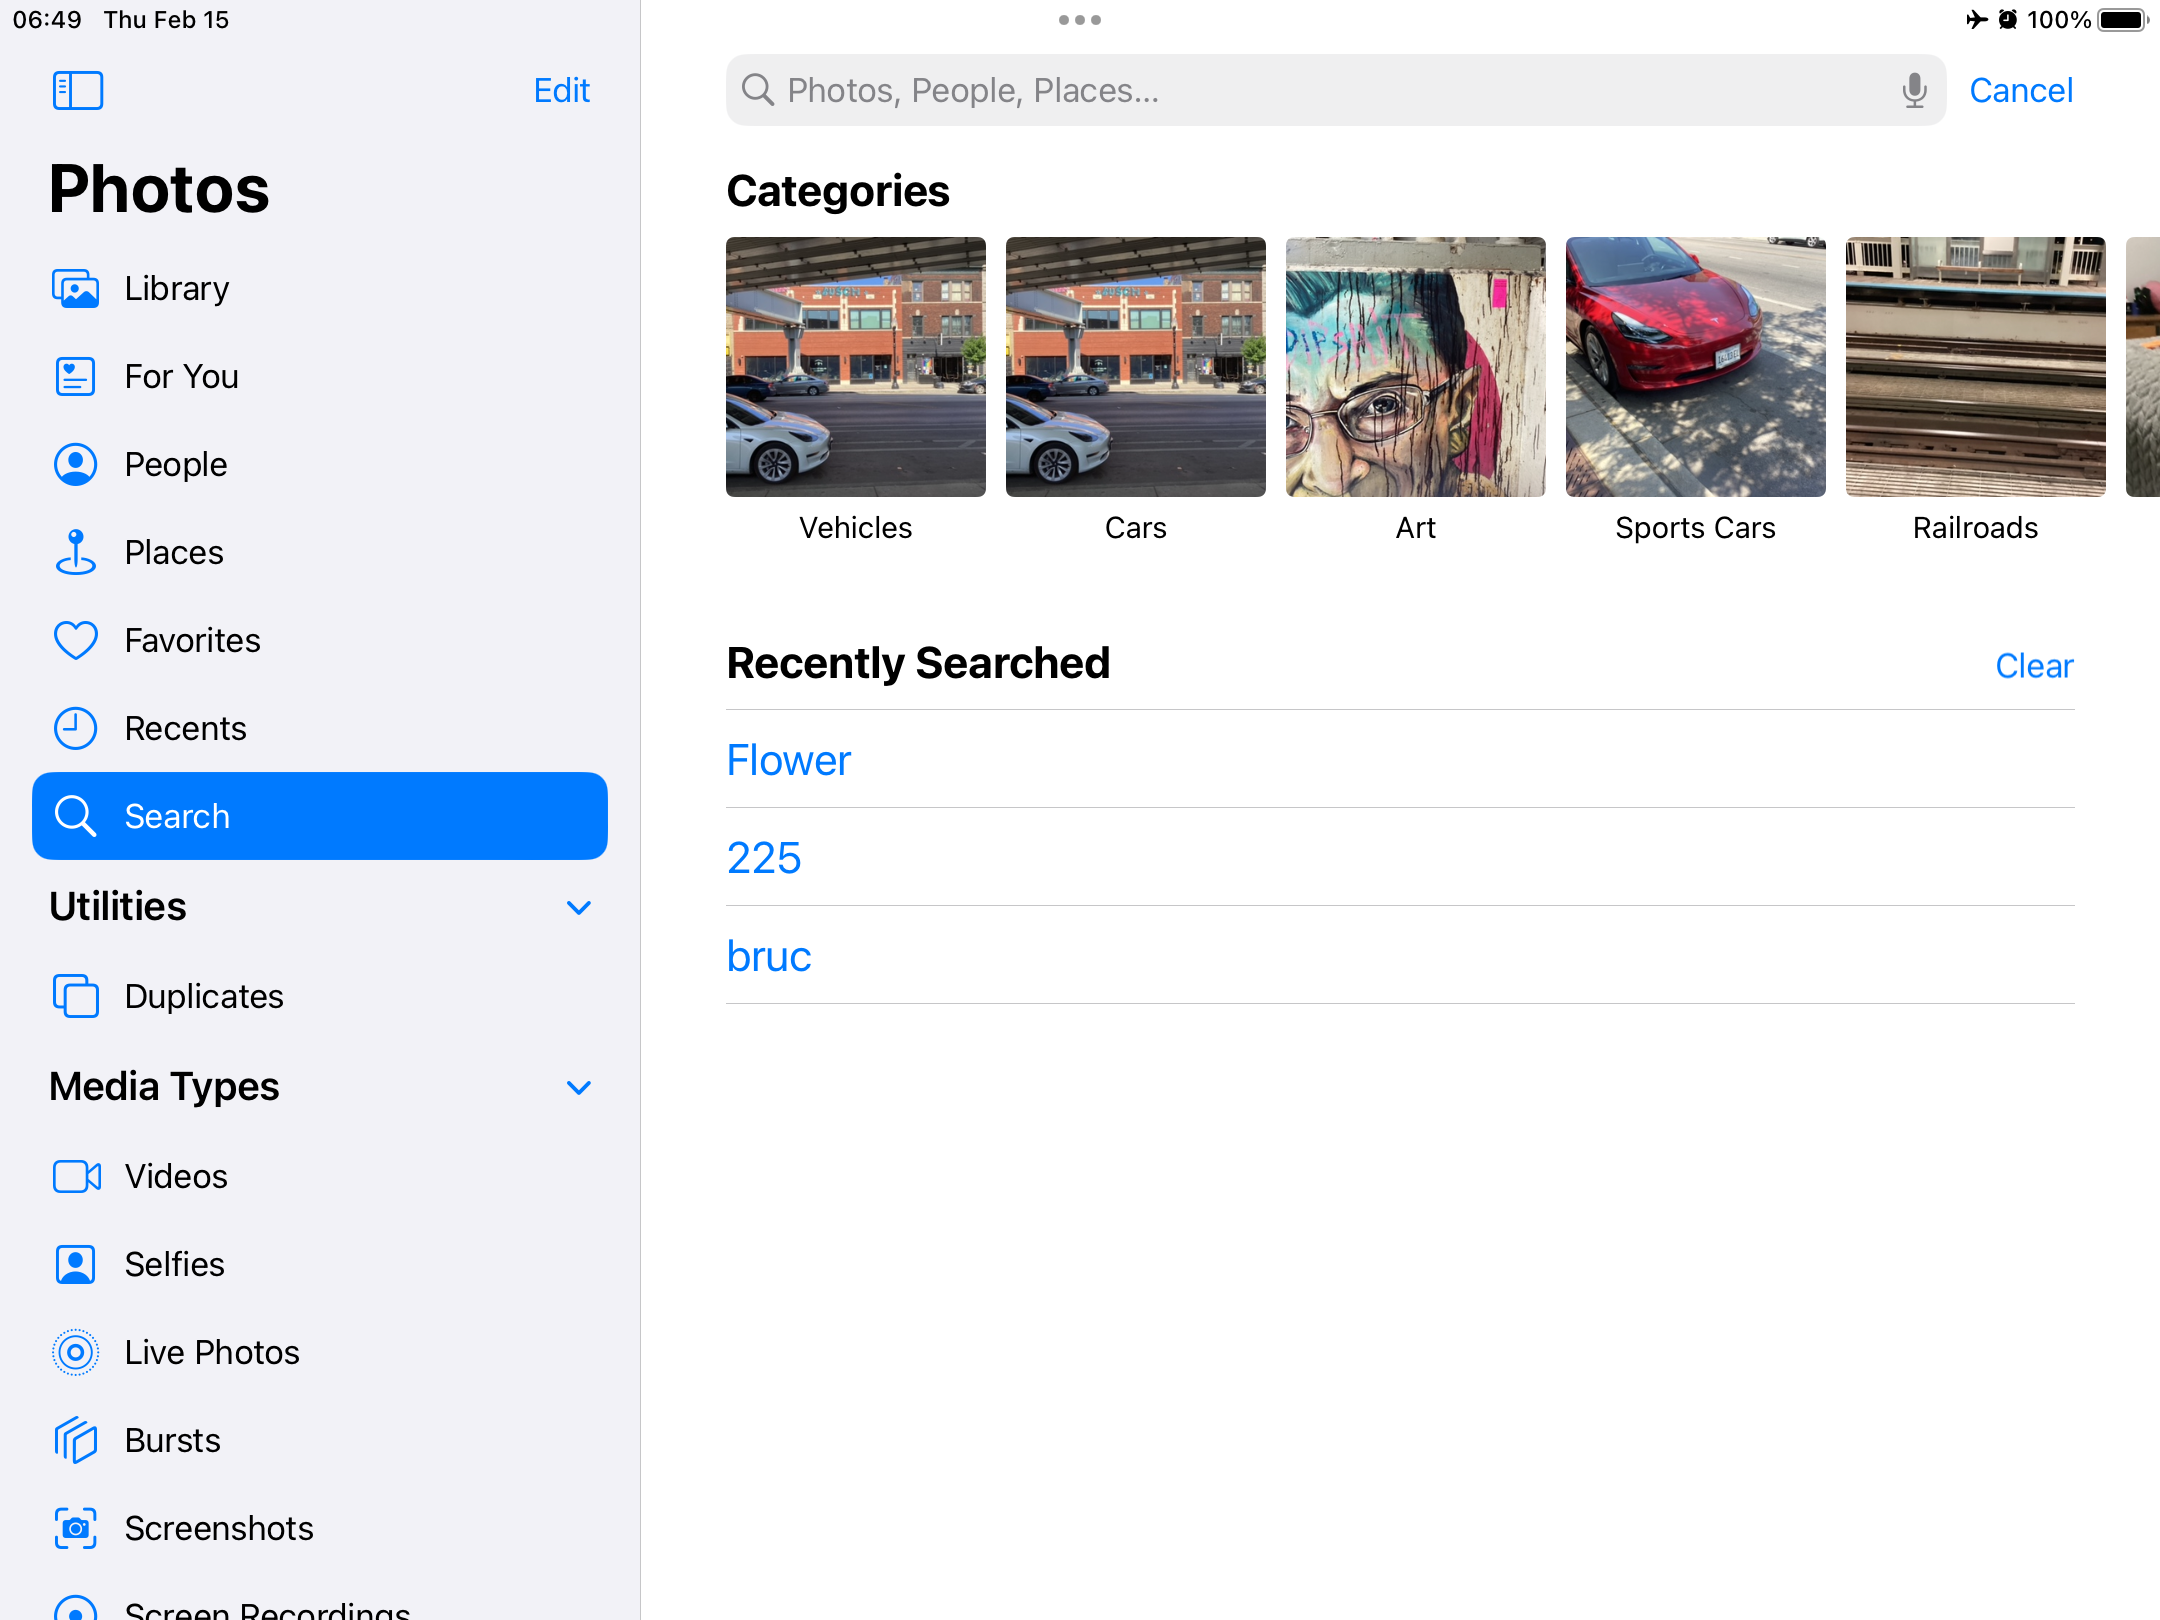 06:49 Thu Feb 15
100%
Edit
Photos
Library
For You
People
Places
Favorites
Recents
Search
Utilities
Duplicates
Media Types
Videos
Selfies
Live Photos
Bursts
Screenshots
Screen Recordings
Photos, People, Places...
Cancel
Categories
DIPSHIT
Vehicles
Cars
Art
Sports Cars
Railroads
Recently Searched
Clear
Flower
225
bruc